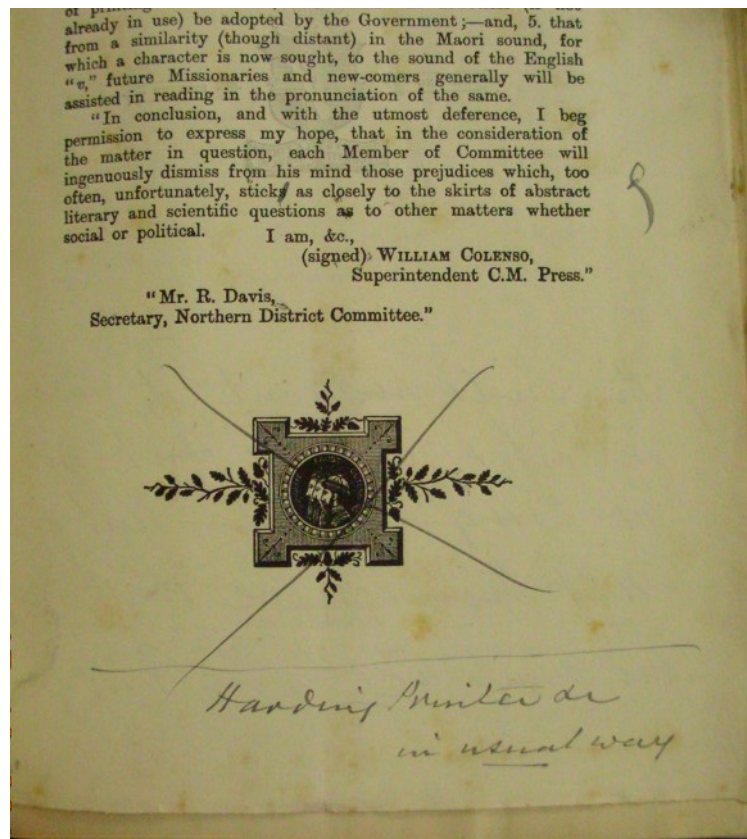 already in use) be adopted by the Government;—and, 5. that
from a similarity (though distant) in the Maori sound, for
which a character is now sought, to the sound of the English
"v," future Missionaries and new-comers generally will be
assisted in reading in the pronunciation of the same.
"In conclusion, and with the utmost deference, I beg
permission to express my hope, that in the consideration of
the matter in question, each Member of Committee will
ingenuously dismiss from his mind those prejudices which, too
often, unfortunately, stick as closely to the skirts of abstract
literary and scientific questions as to other matters whether
social or political.
I am, &c.,
(signed) WILLIAM COLENSO,
Superintendent C.M. Press."
"Mr. R. Davis,
Secretary, Northern District Committee."
Harding Printer
in usual way